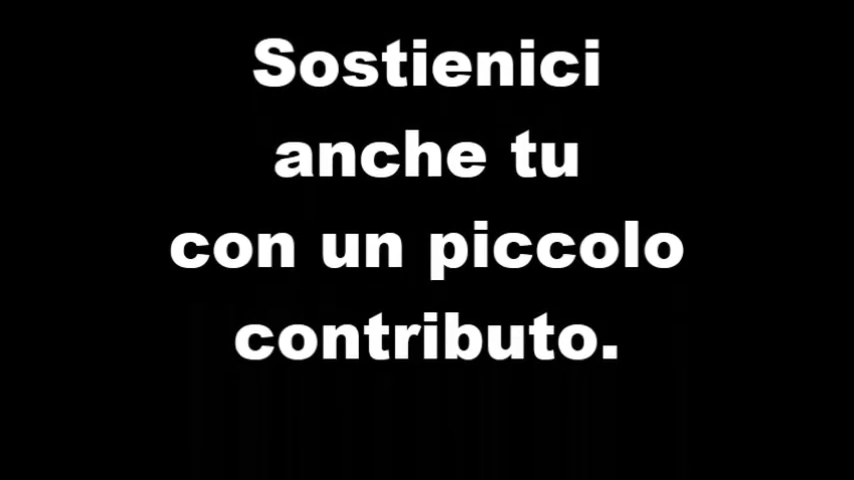 Sostienici
anche tu
con un piccolo
contributo.